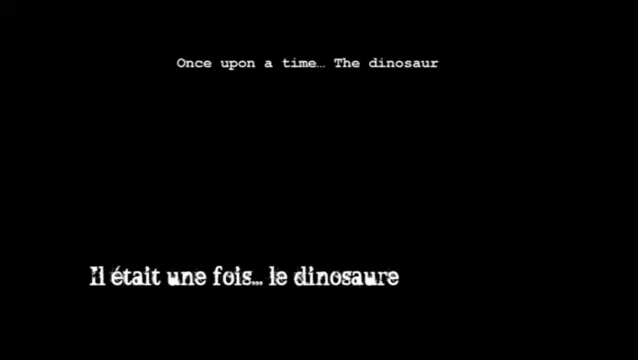 Once upon a time… The dinosaur
Il était une fois... le dinosaure